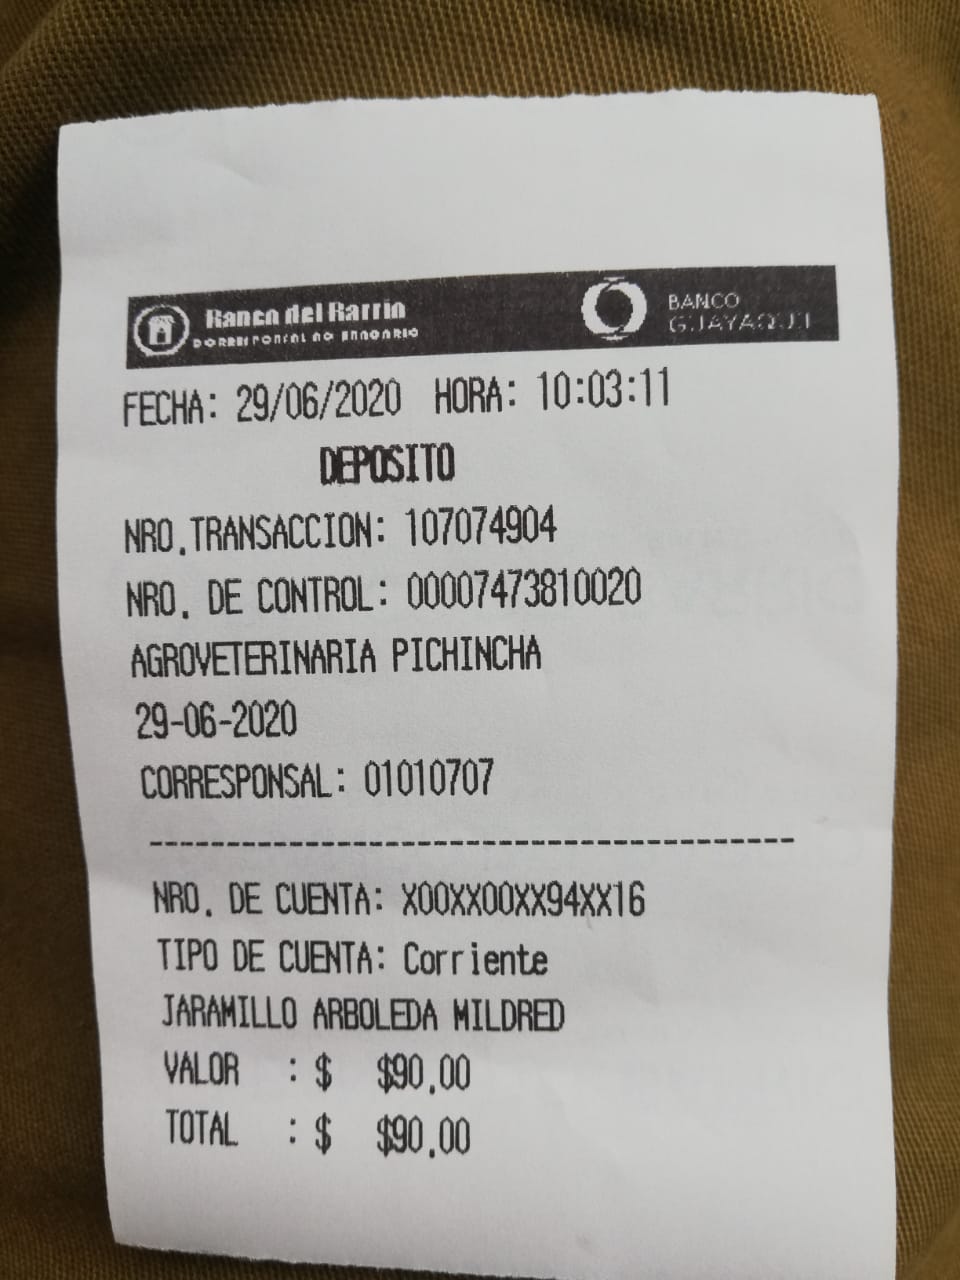 Banco del Barrio
CORRESPONSAL NO BANCARIO
BANCO
GUAYAQUIL
FECHA: 29/06/2020 HORA: 10:03:11
DEPOSITO
NRO.TRANSACCION: 107074904
NRO. DE CONTROL: 00007473810020
AGROVETERINARIA PICHINCHA
29-06-2020
CORRESPONSAL: 01010707
----------------------------------------
NRO. DE CUENTA: X00XX00XX94XX16
TIPO DE CUENTA: Corriente
JARAMILLO ARBOLEDA MILDRED
VALOR : $ $90.00
TOTAL : $ $90.00